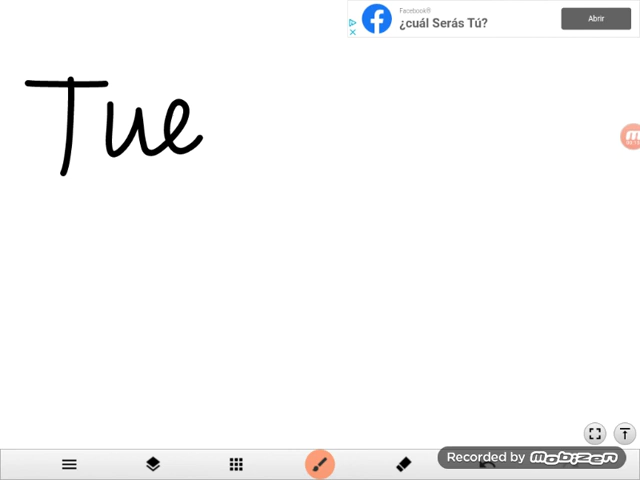 Facebook®
¿cuál Serás Tú?
Abrir
Tue
Recorded by Mobizen